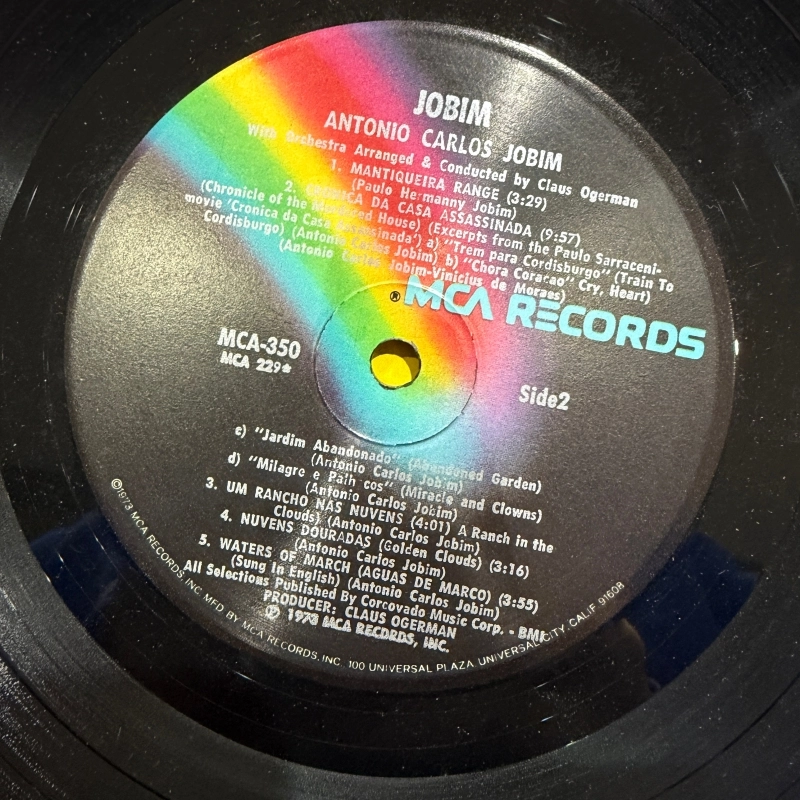 JOBIM
ANTONIO CARLOS JOBIM
With Orchestra Arranged & Conducted by Claus Ogerman
1. MANTIQUEIRA RANGE (3:29)
(Paulo Hermanny Jobim)
2. CRONICA DA CASA ASSASSINADA (9:57)
(Chronicle of the Murdered House) (Excerpts from the Paulo Sarraceni-
movie 'Cronica da Casa Assassinada') a) "Trem para Cordisburgo" (Train To
Cordisburgo) (Antonio Carlos Jobim) b) "Chora Coracao" Cry, Heart)
(Antonio Carlos Jobim-Vinicius de Moraes)
® MCA RECORDS
MCA-350
MCA 229*
Side2
c) "Jardim Abandonado" (Abandoned Garden)
(Antonio Carlos Jobim)
d) "Milagre e Palh cos" (Miracle and Clowns)
(Antonio Carlos Jobim)
3. UM RANCHO NAS NUVENS (4:01) A Ranch in the
Clouds) (Antonio Carlos Jobim)
4. NUVENS DOURADAS (Golden Clouds) (3:16)
(Antonio Carlos Jobim)
5. WATERS OF MARCH (AGUAS DE MARCO) (3:55)
(Sung In English) (Antonio Carlos Jobim)
All Selections Published By Corcovado Music Corp. - BMI
PRODUCER: CLAUS OGERMAN
℗ 1973 MCA RECORDS, INC.
©1973 MCA RECORDS, INC. MFD BY MCA RECORDS, INC. 100 UNIVERSAL PLAZA, UNIVERSAL CITY, CALIF. 91608